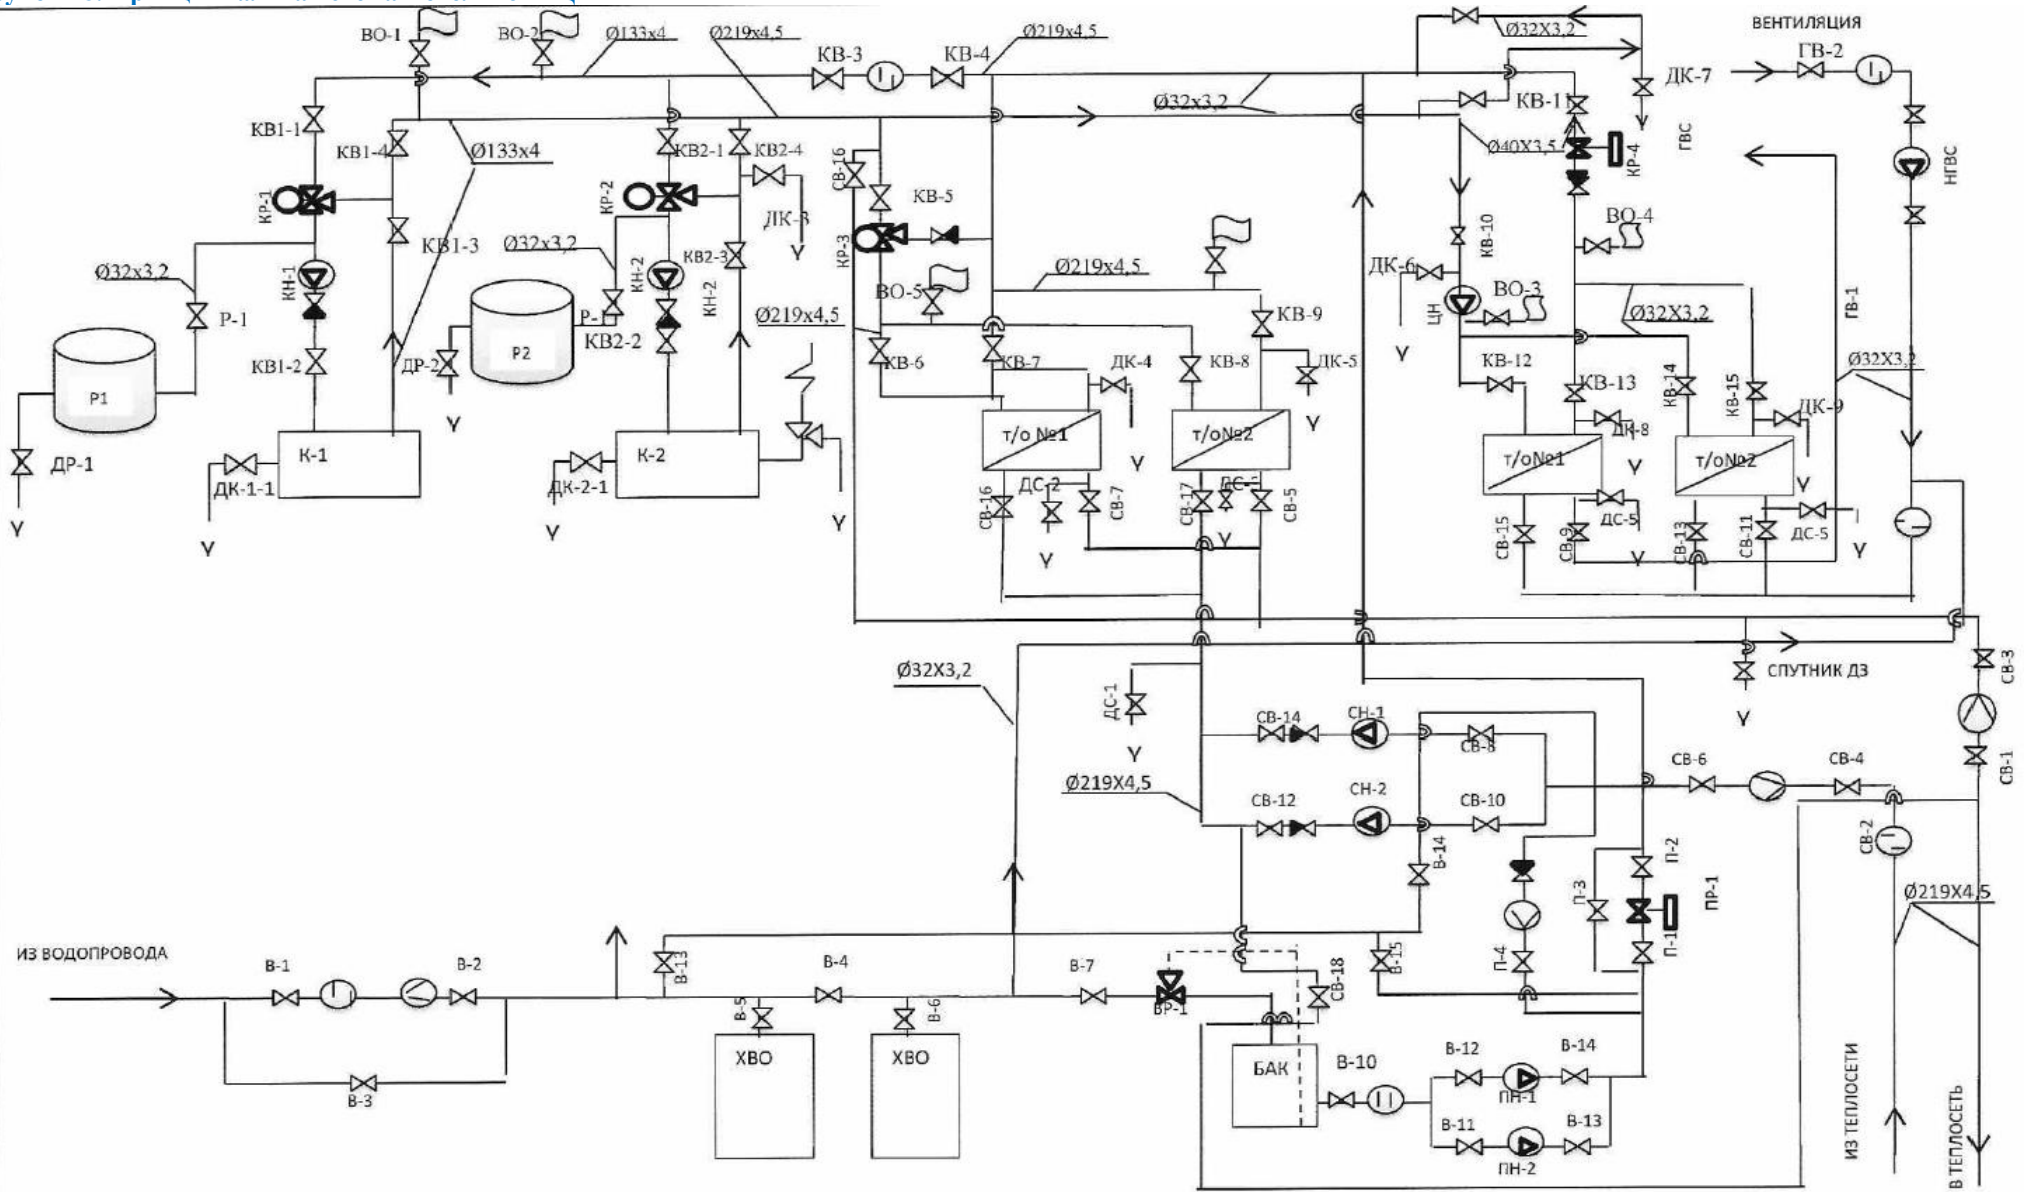 ВО-1
ВО-2
Ø133х4
Ø219х4,5
КВ-3
КВ-4
Ø219х4,5
Ø32Х3,2
ВЕНТИЛЯЦИЯ
ГВ-2
ДК-7
КВ1-1
КВ1-4
Ø133х4
КВ2-1
КВ2-4
СВ-16
Ø32х3,2
КВ-11
Ø40Х3,5
КР-4
ГВС
НГВС
КР-1
КР-2
ДК-3
КВ-5
КР-3
КВ-10
ВО-4
КВ1-3
Ø32х3,2
Ø32х3,2
КН-1
КН-2
КВ2-3
КН-2
ДК-6
Ø219х4,5
ВО-5
ВО-3
ЦН
ГВ-1
Р-1
Р-1
Ø219х4,5
КВ-9
Ø32Х3,2
КВ1-2
ДР-2
Р2
КВ2-2
КВ-6
КВ-7
ДК-4
КВ-8
ДК-5
КВ-12
КВ-13
КВ-14
КВ-15
Ø32Х3,2
Р1
ДК-9
ДК-8
ДР-1
К-1
К-2
т/о №1
т/о№2
т/о№1
т/о№2
ДК-1-1
ДК-2-1
СВ-16
ДС-2
СВ-7
СВ-17
СВ-5
СВ-15
СВ-9
ДС-5
СВ-13
СВ-11
ДС-5
Ø32Х3,2
ДС-1
СПУТНИК ДЗ
СВ-3
СВ-14
СН-1
СВ-8
Ø219Х4,5
СВ-12
СН-2
СВ-10
СВ-6
СВ-4
СВ-1
В-14
П-2
СВ-2
П-3
ПР-1
Ø219Х4,5
ИЗ ВОДОПРОВОДА
В-1
В-2
В-13
В-4
В-7
СВ-18
В-15
П-4
П-1
В-5
В-6
ВР-1
ХВО
ХВО
БАК
В-10
В-12
В-14
В-3
ПН-1
В-11
В-13
ПН-2
ИЗ ТЕПЛОСЕТИ
В ТЕПЛОСЕТЬ